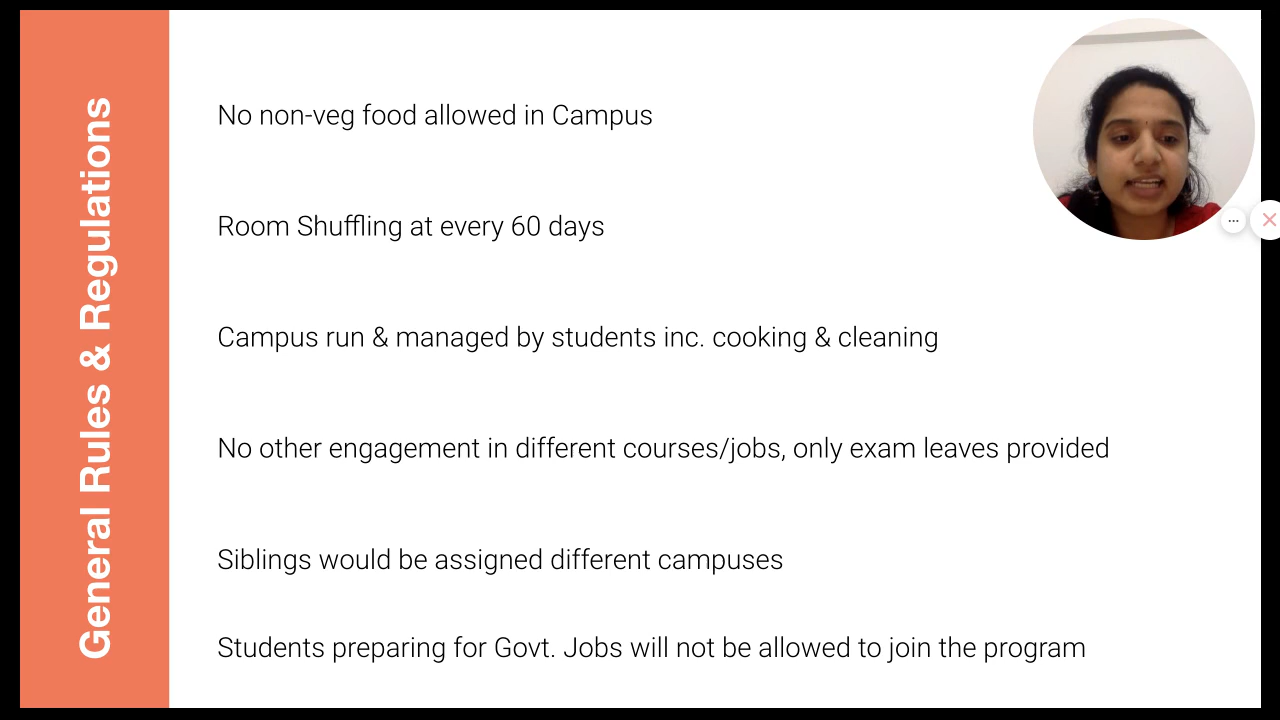 General Rules & Regulations
No non-veg food allowed in Campus
Room Shuffling at every 60 days
Campus run & managed by students inc. cooking & cleaning
No other engagement in different courses/jobs, only exam leaves provided
Siblings would be assigned different campuses
Students preparing for Govt. Jobs will not be allowed to join the program